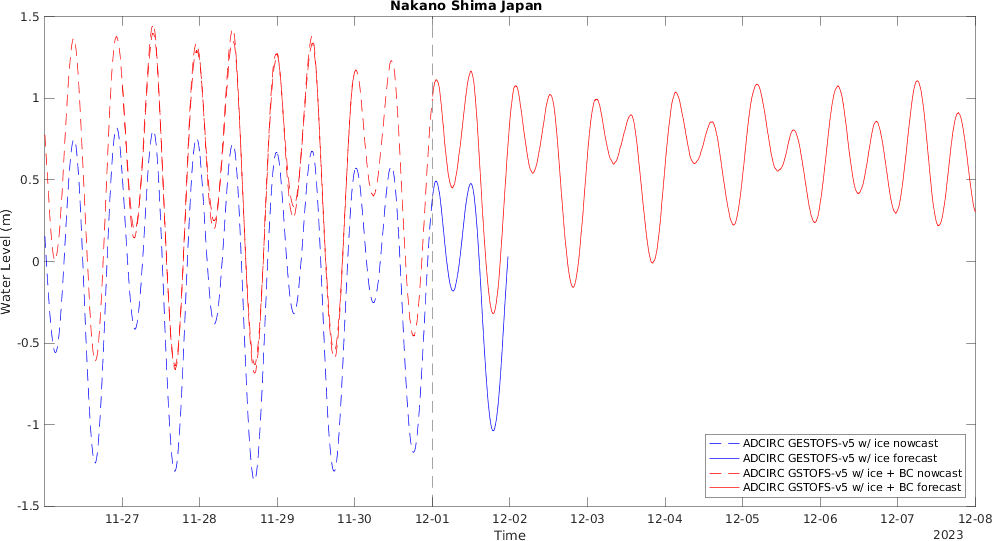 Nakano Shima Japan
Water Level (m)
1.5
1
0.5
0
-0.5
-1
-1.5
11-27 11-28 11-29 11-30 12-01 12-02 12-03 12-04 12-05 12-06 12-07 12-08
Time
2023
ADCIRC GESTOFS-v5 w/ ice nowcast
ADCIRC GESTOFS-v5 w/ ice forecast
ADCIRC GSTOFS-v5 w/ ice + BC nowcast
ADCIRC GSTOFS-v5 w/ ice + BC forecast